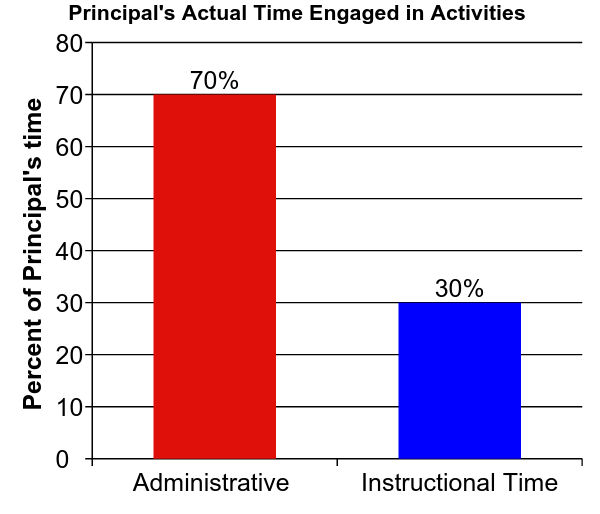 Principal's Actual Time Engaged in Activities
Percent of Principal's time
80
70
60
50
40
30
20
10
0
70%
30%
Administrative
Instructional Time